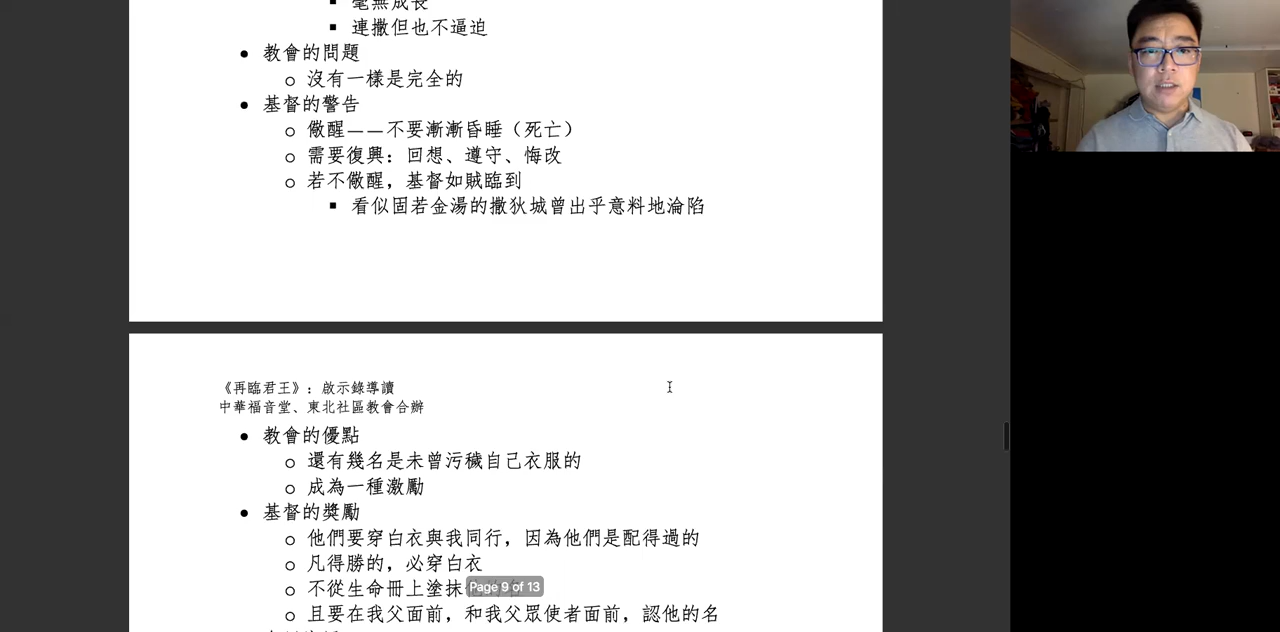 毫無成長
連撒但也不逼迫
教會的問題
沒有一樣是完全的
基督的警告
儆醒——不要漸漸昏睡（死亡）
需要復興：回想、遵守、悔改
若不儆醒，基督如賊臨到
看似固若金湯的撒狄城曾出乎意料地淪陷
《再臨君王》：啟示錄導讀
中華福音堂、東北社區教會合辦
教會的優點
還有幾名是未曾污穢自己衣服的
成為一種激勵
基督的獎勵
他們要穿白衣與我同行，因為他們是配得過的
凡得勝的，必穿白衣
不從生命冊上塗抹
Page 9 of 13
且要在我父面前，和我父眾使者面前，認他的名